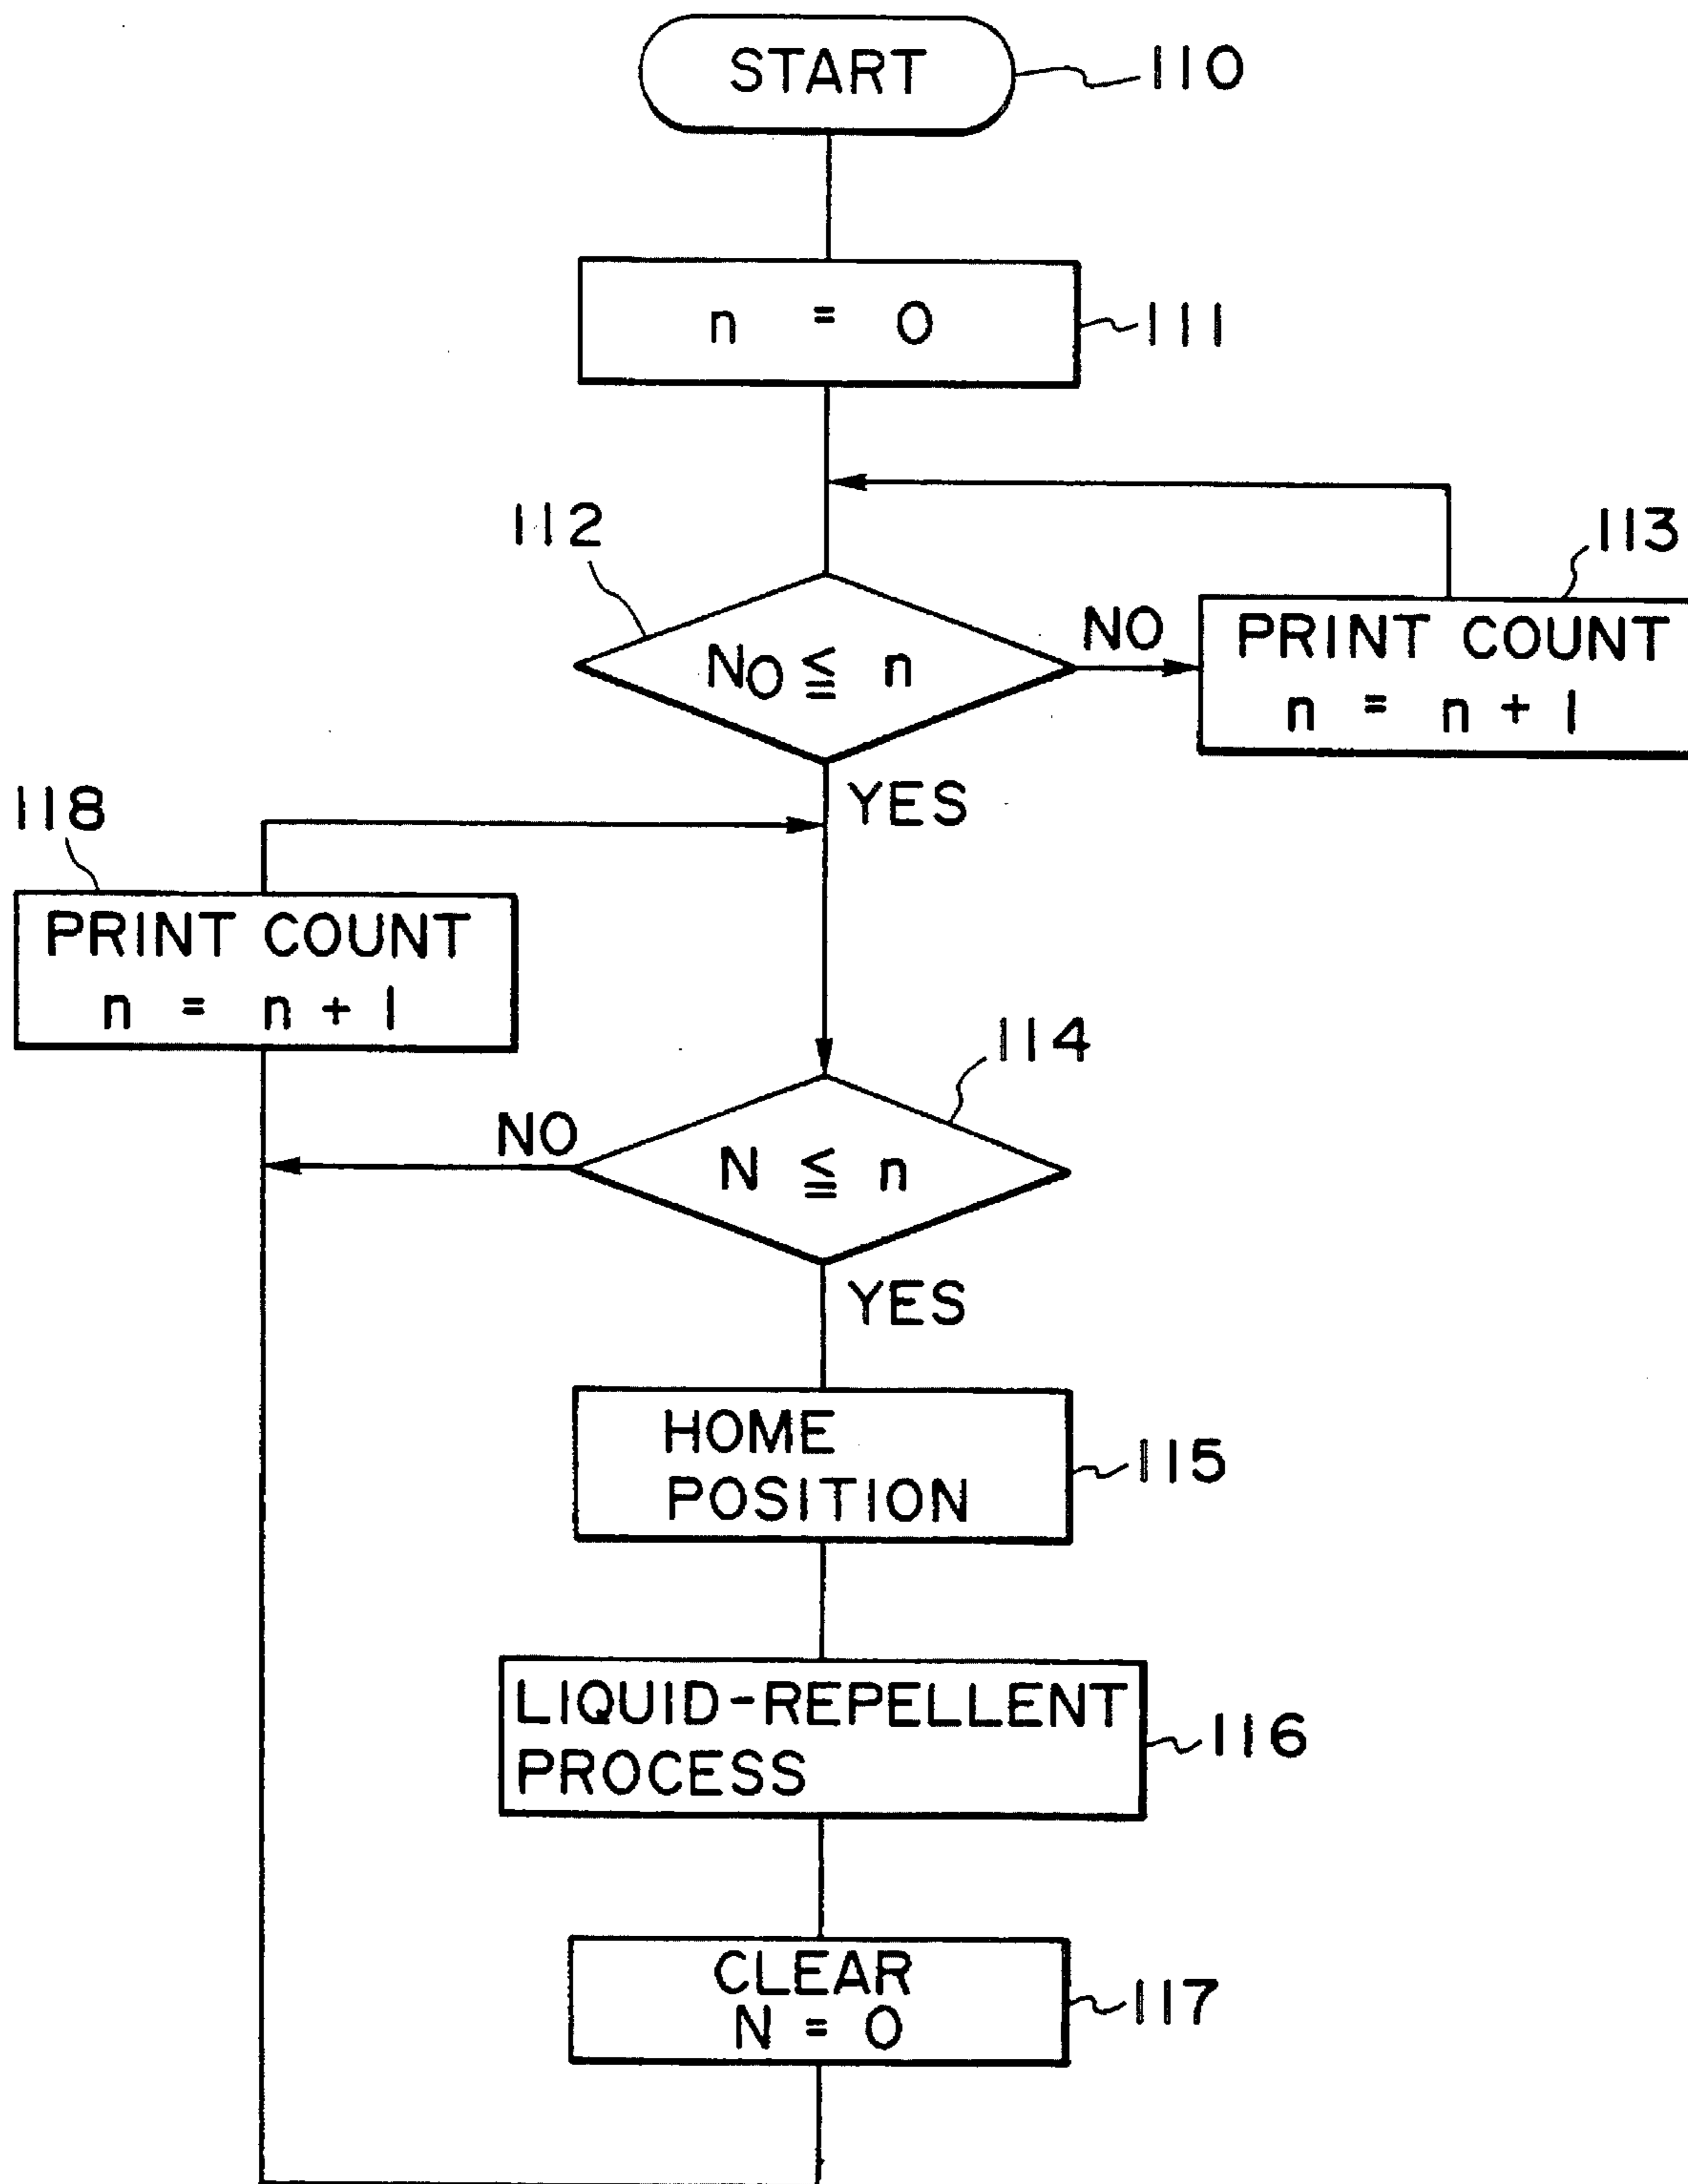 START
110
n = 0
111
112
113
N0 ≦ n
NO
PRINT COUNT
n = n + 1
YES
118
PRINT COUNT
n = n + 1
114
NO
N ≦ n
YES
HOME
POSITION
115
LIQUID-REPELLENT
PROCESS
116
CLEAR
N = 0
117